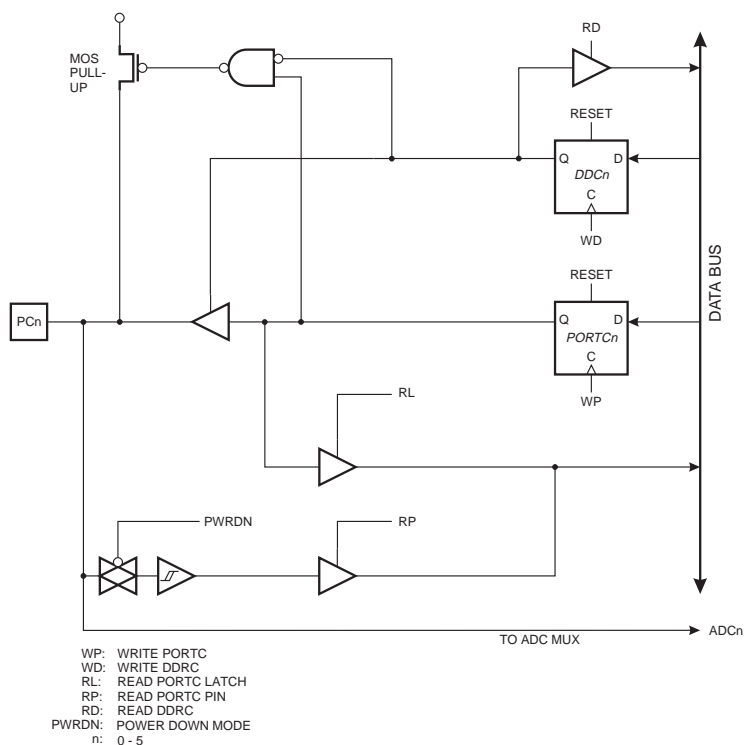 RD
MOS
PULL-
UP
RESET
Q D
DDCn
C
WD
DATA BUS
RESET
PCn
Q D
PORTCn
C
WP
RL
PWRDN
RP
TO ADC MUX
ADCn
WP: WRITE PORTC
WD: WRITE DDRC
RL: READ PORTC LATCH
RP: READ PORTC PIN
RD: READ DDRC
PWRDN: POWER DOWN MODE
n: 0 - 5